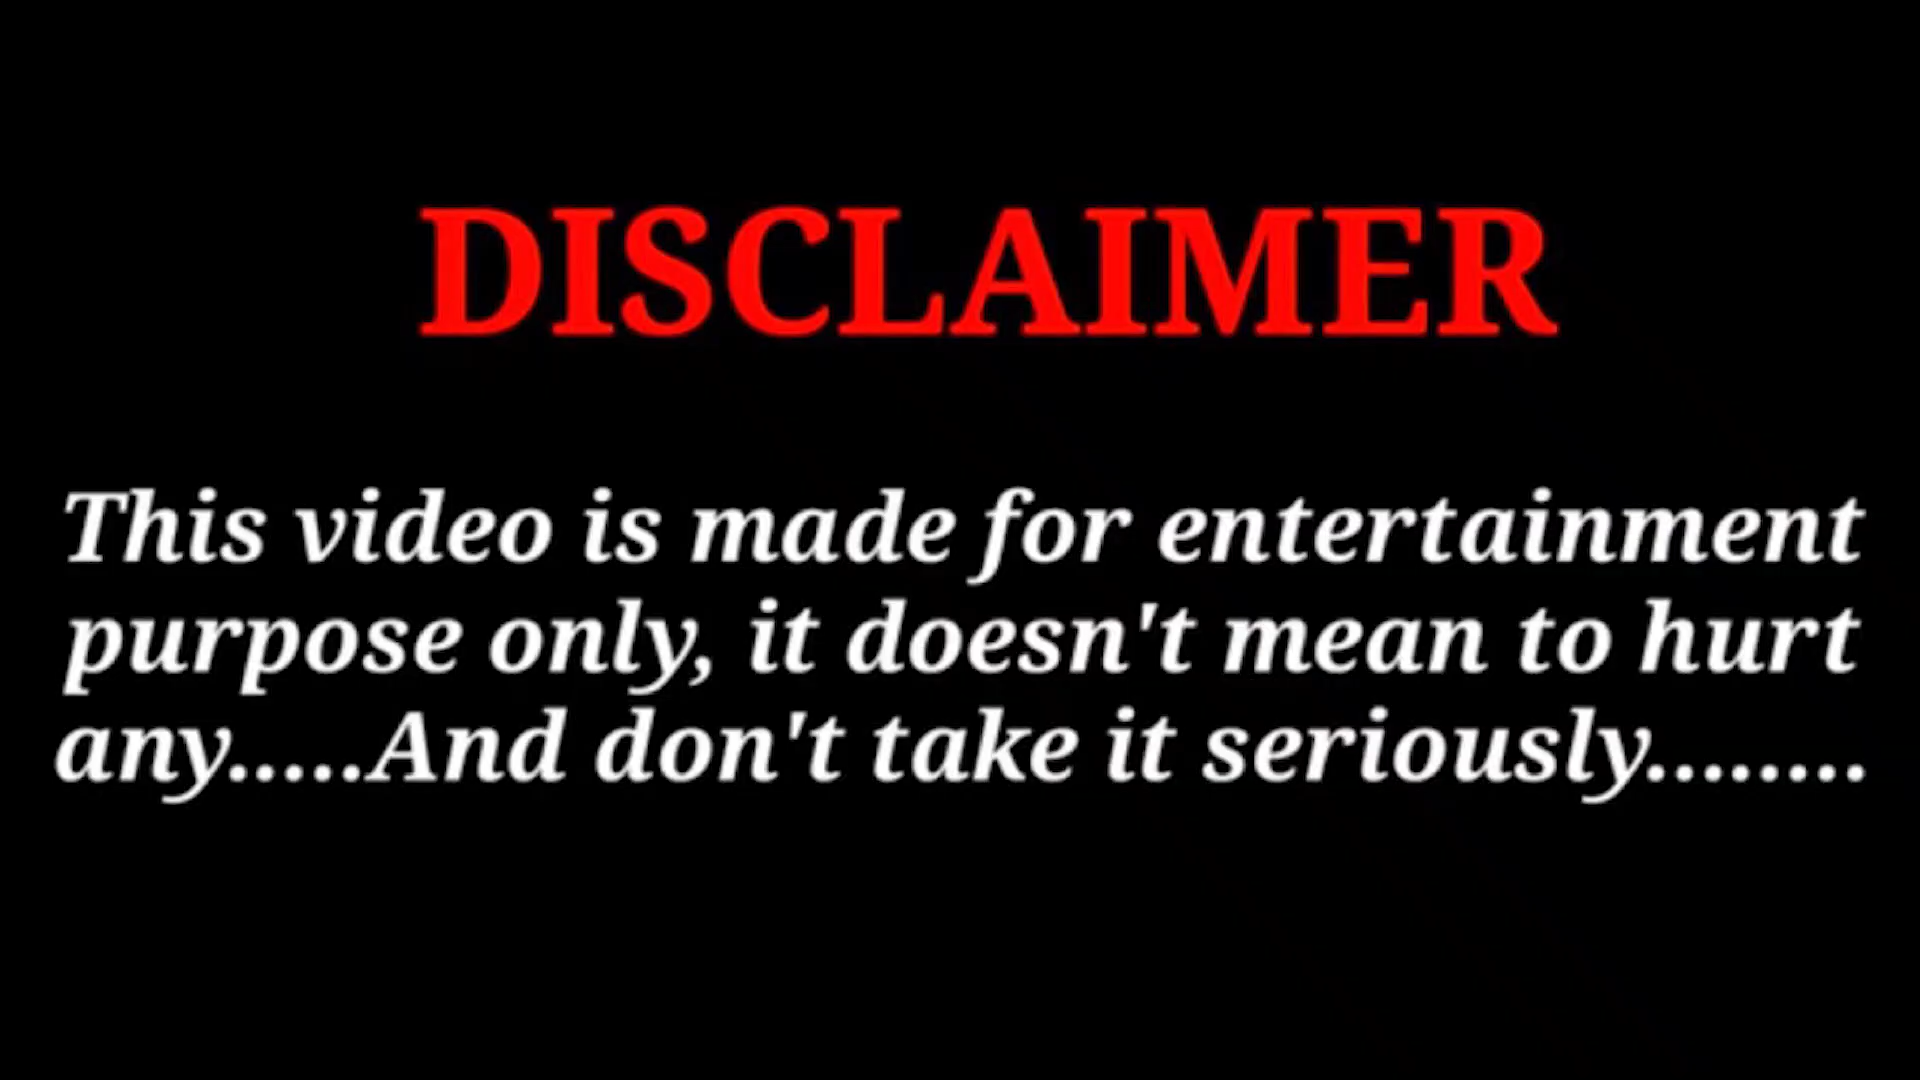 DISCLAIMER
This video is made for entertainment
purpose only, it doesn't mean to hurt
any.....And don't take it seriously........